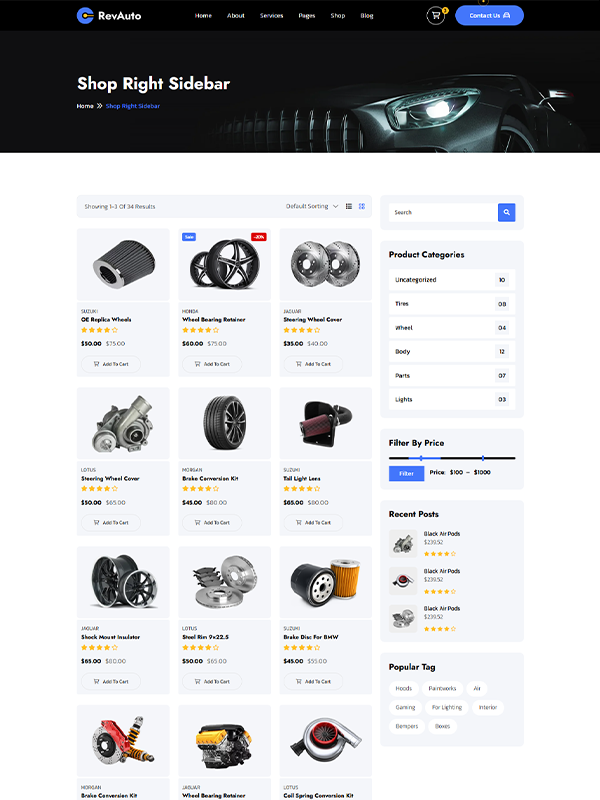 RevAuto
Home About Services Pages Shop Blog
Contact Us
Shop Right Sidebar
Home Shop Right Sidebar
Showing 1-3 Of 34 Results
Default Sorting
Sale
-20%
SUZUKI
OE Replica Wheels
$50.00 $75.00
Add To Cart
HONDA
Wheel Bearing Retainer
$60.00 $75.00
Add To Cart
JAGUAR
Steering Wheel Cover
$35.00 $40.00
Add To Cart
LOTUS
Steering Wheel Cover
$50.00 $65.00
Add To Cart
MORGAN
Brake Conversion Kit
$45.00 $80.00
Add To Cart
SUZUKI
Tail Light Lens
$65.00 $90.00
Add To Cart
JAGUAR
Shock Mount Insulator
$65.00 $80.00
Add To Cart
LOTUS
Steel Rim 9×22.5
$50.00 $65.00
Add To Cart
SUZUKI
Brake Disc For BMW
$45.00 $55.00
Add To Cart
MORGAN
Brake Conversion Kit
JAGUAR
Wheel Bearing Retainer
LOTUS
Coil Spring Conversion Kit
Search
Product Categories
Uncategorized 10
Tires 08
Wheel 04
Body 12
Parts 07
Lights 03
Filter By Price
Filter Price: $100 – $1000
Recent Posts
Black Air Pods
$239.52
Black Air Pods
$239.52
Black Air Pods
$239.52
Popular Tag
Hoods Paintworks Air
Gaming For Lighting Interior
Bempers Boxes